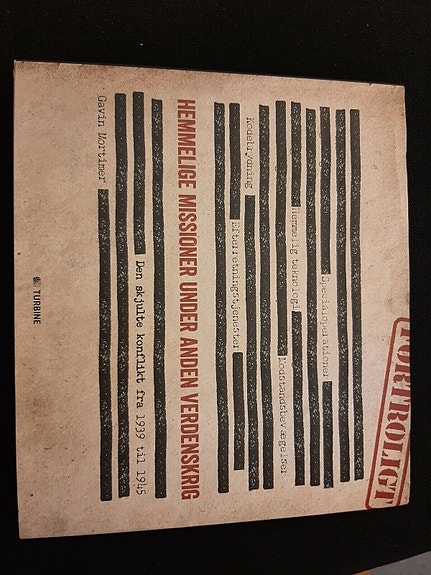 FORTROLIGT
Specialoperationer
Hemmelig teknologi
Modstandsbevægelser
Kodebrydning
Efterretningstjenester
HEMMELIGE MISSIONER UNDER ANDEN VERDENSKRIG
Den skjulte konflikt fra 1939 til 1945
Gavin Mortimer
TURBINE